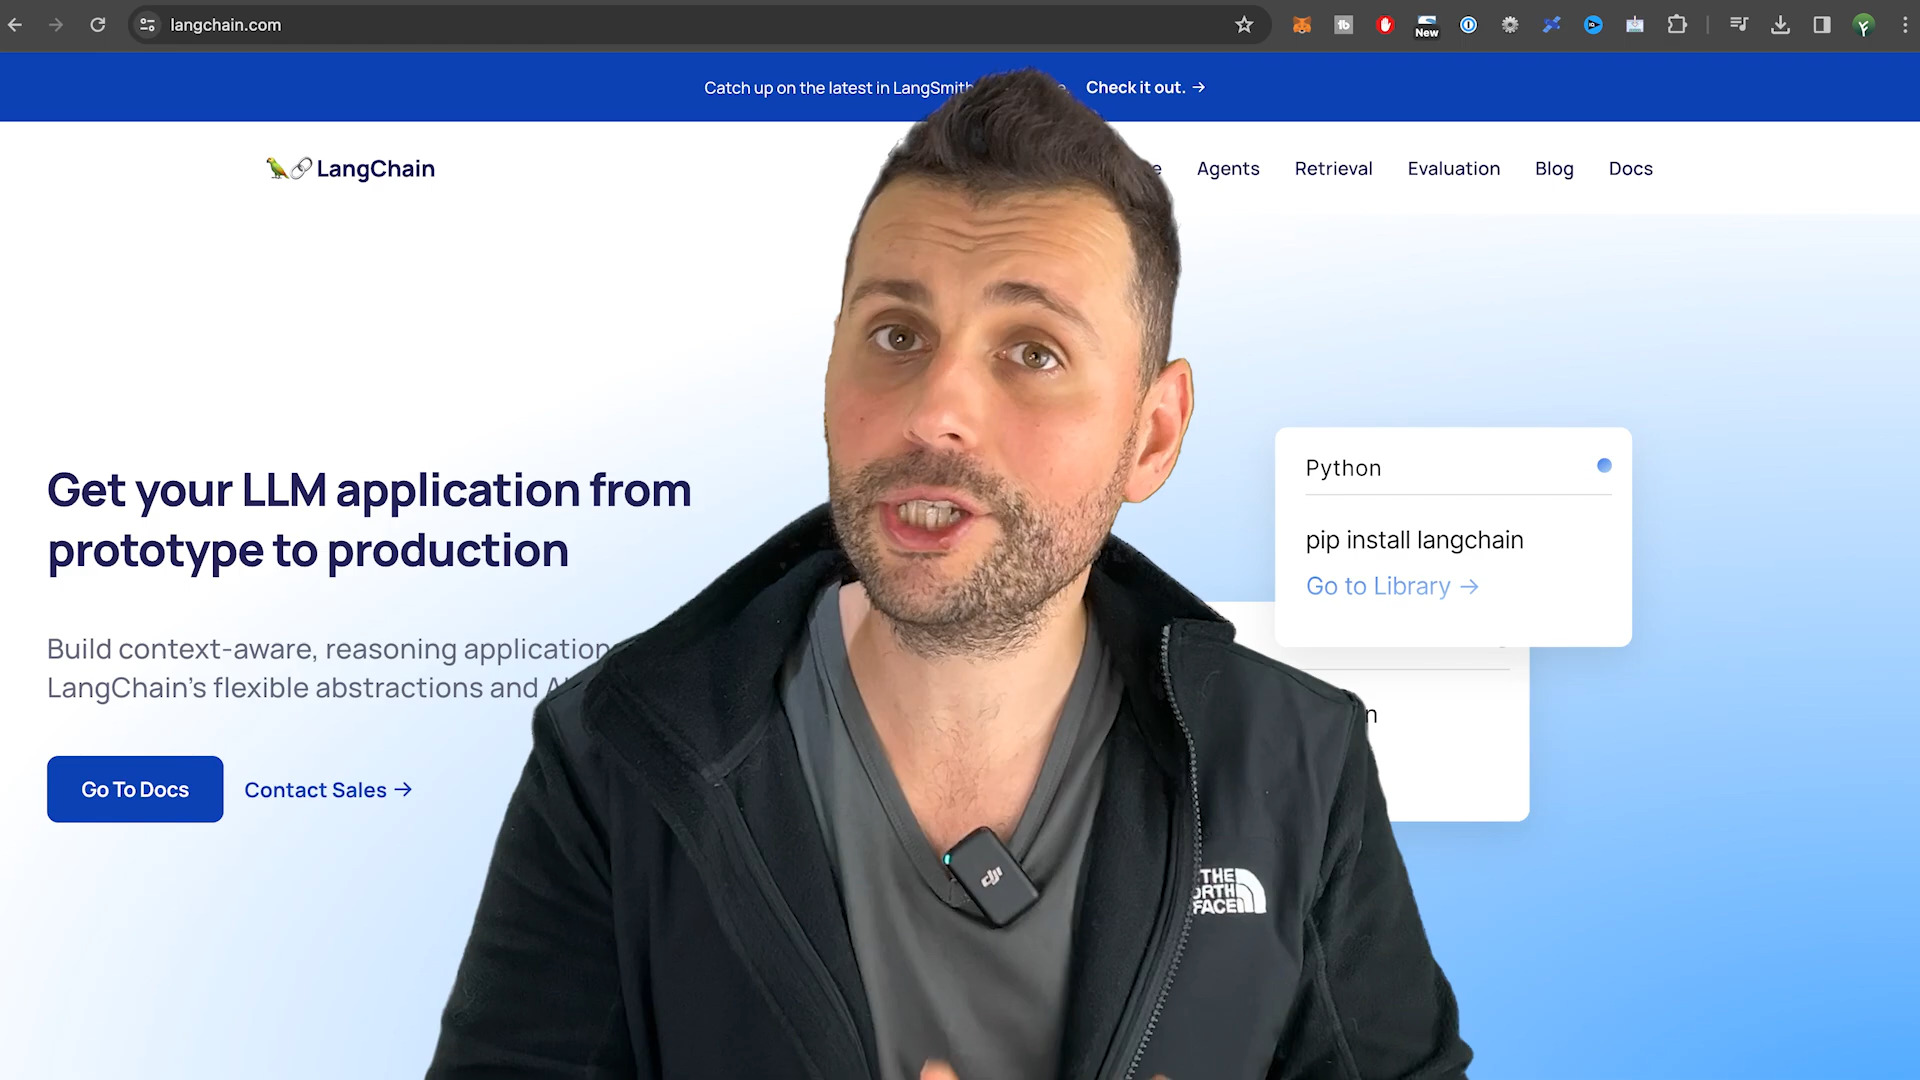 langchain.com
New
Catch up on the latest in LangSmith
Check it out. →
LangChain
Agents
Retrieval
Evaluation
Blog
Docs
Get your LLM application from
prototype to production
Build context-aware, reasoning application
LangChain's flexible abstractions and
Go To Docs
Contact Sales →
Python
pip install langchain
Go to Library →
dji
THE
NORTH
FACE